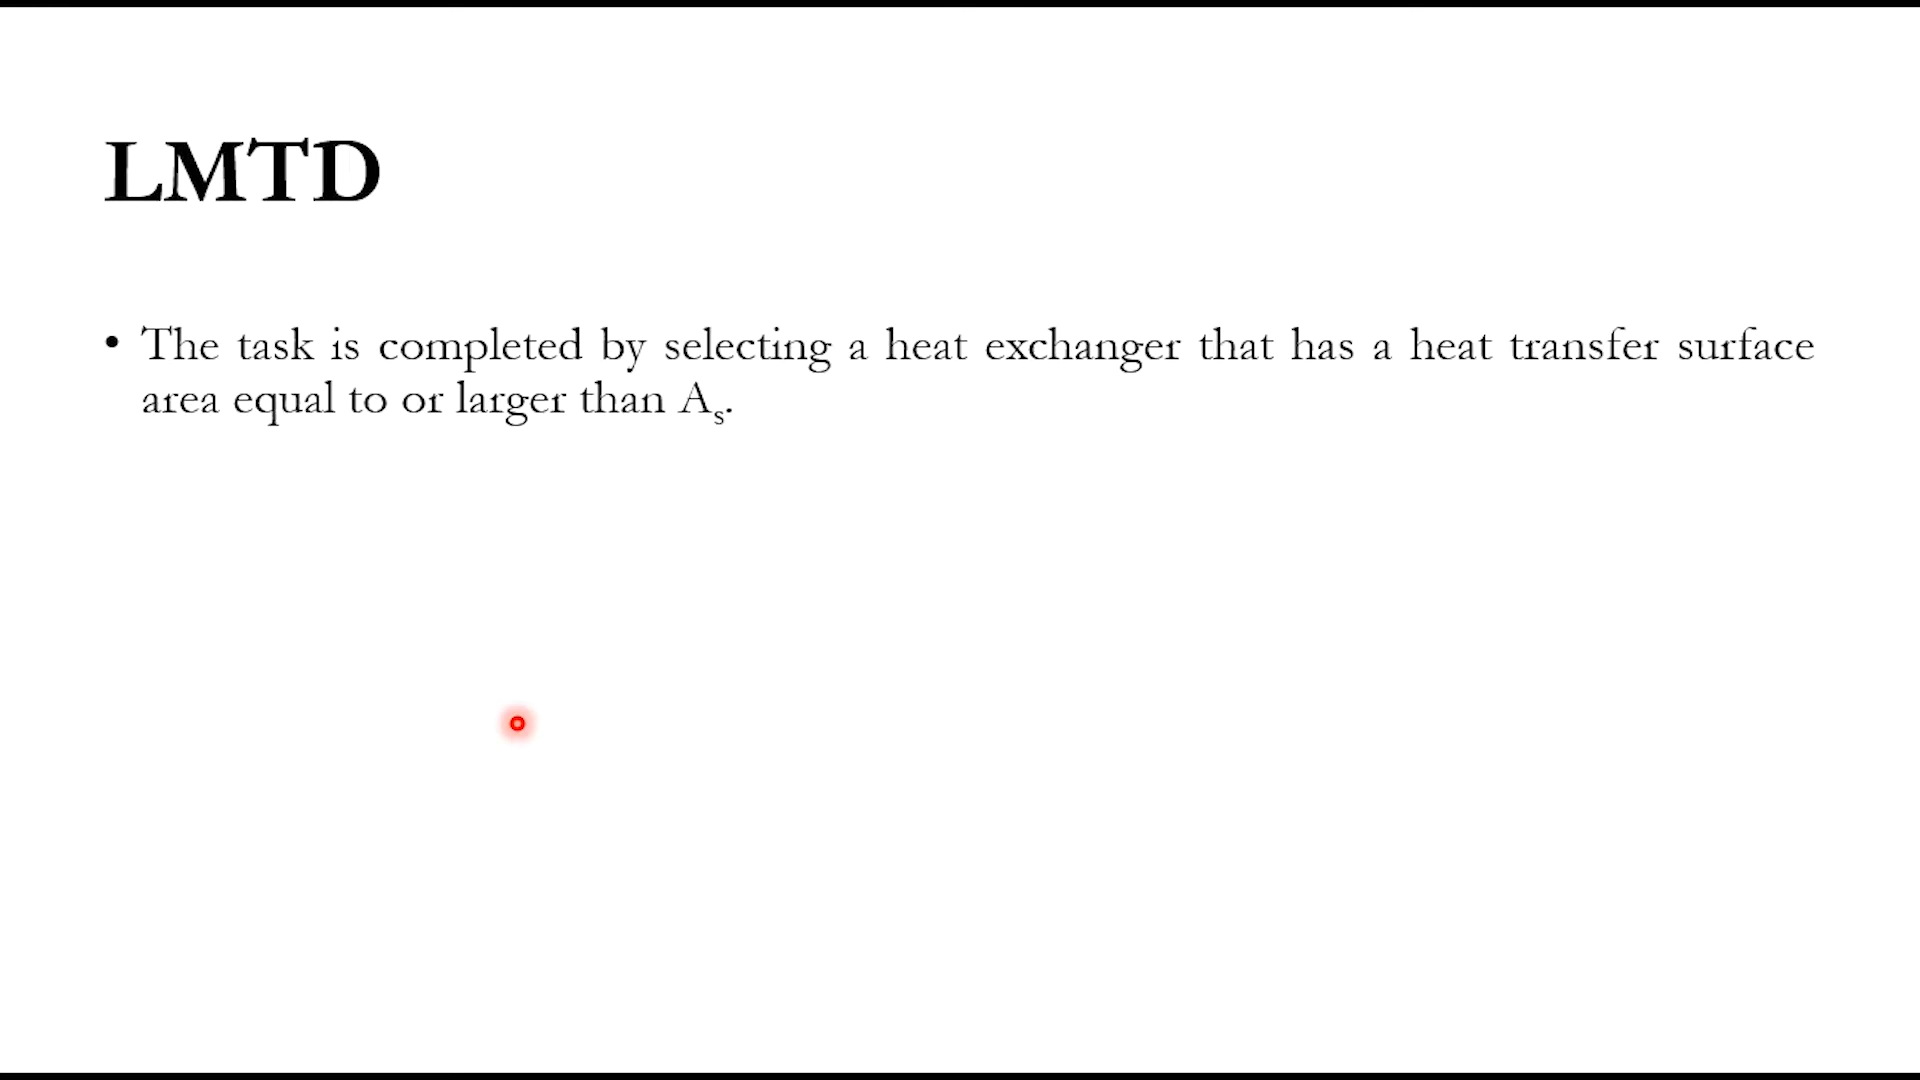 LMTD
• The task is completed by selecting a heat exchanger that has a heat transfer surface
area equal to or larger than Aₛ.